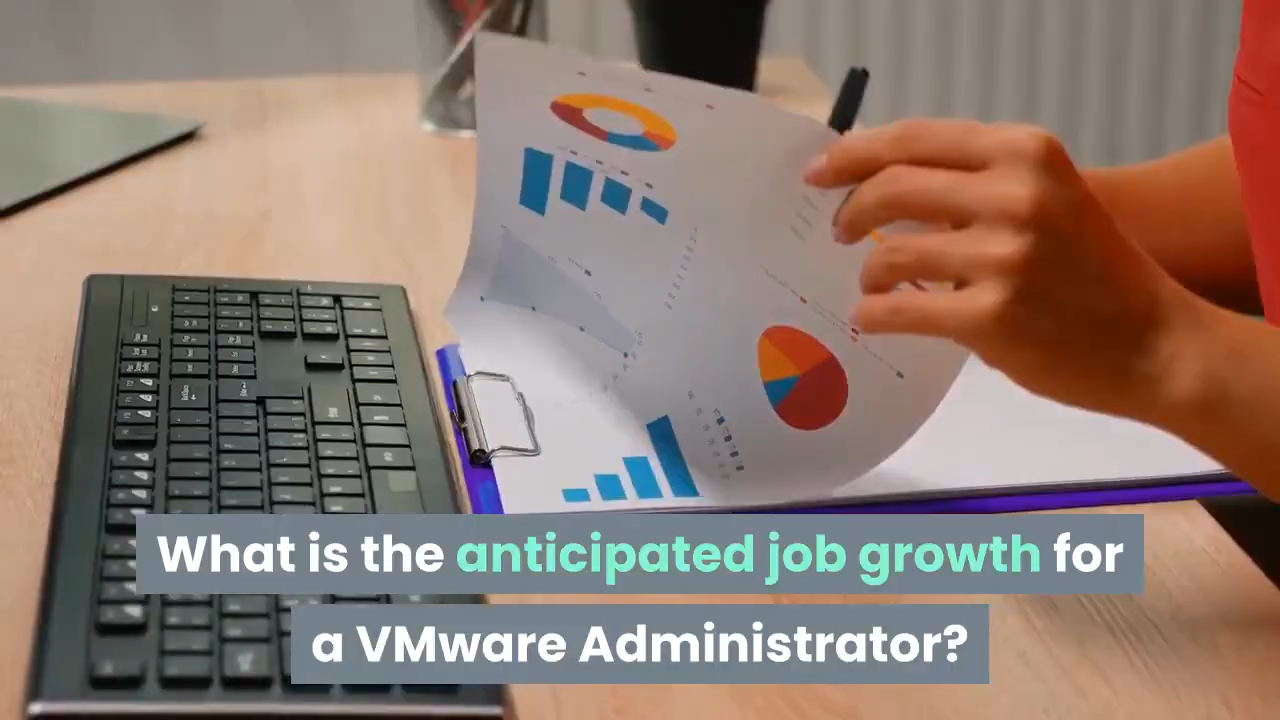 What is the anticipated job growth for
a VMware Administrator?